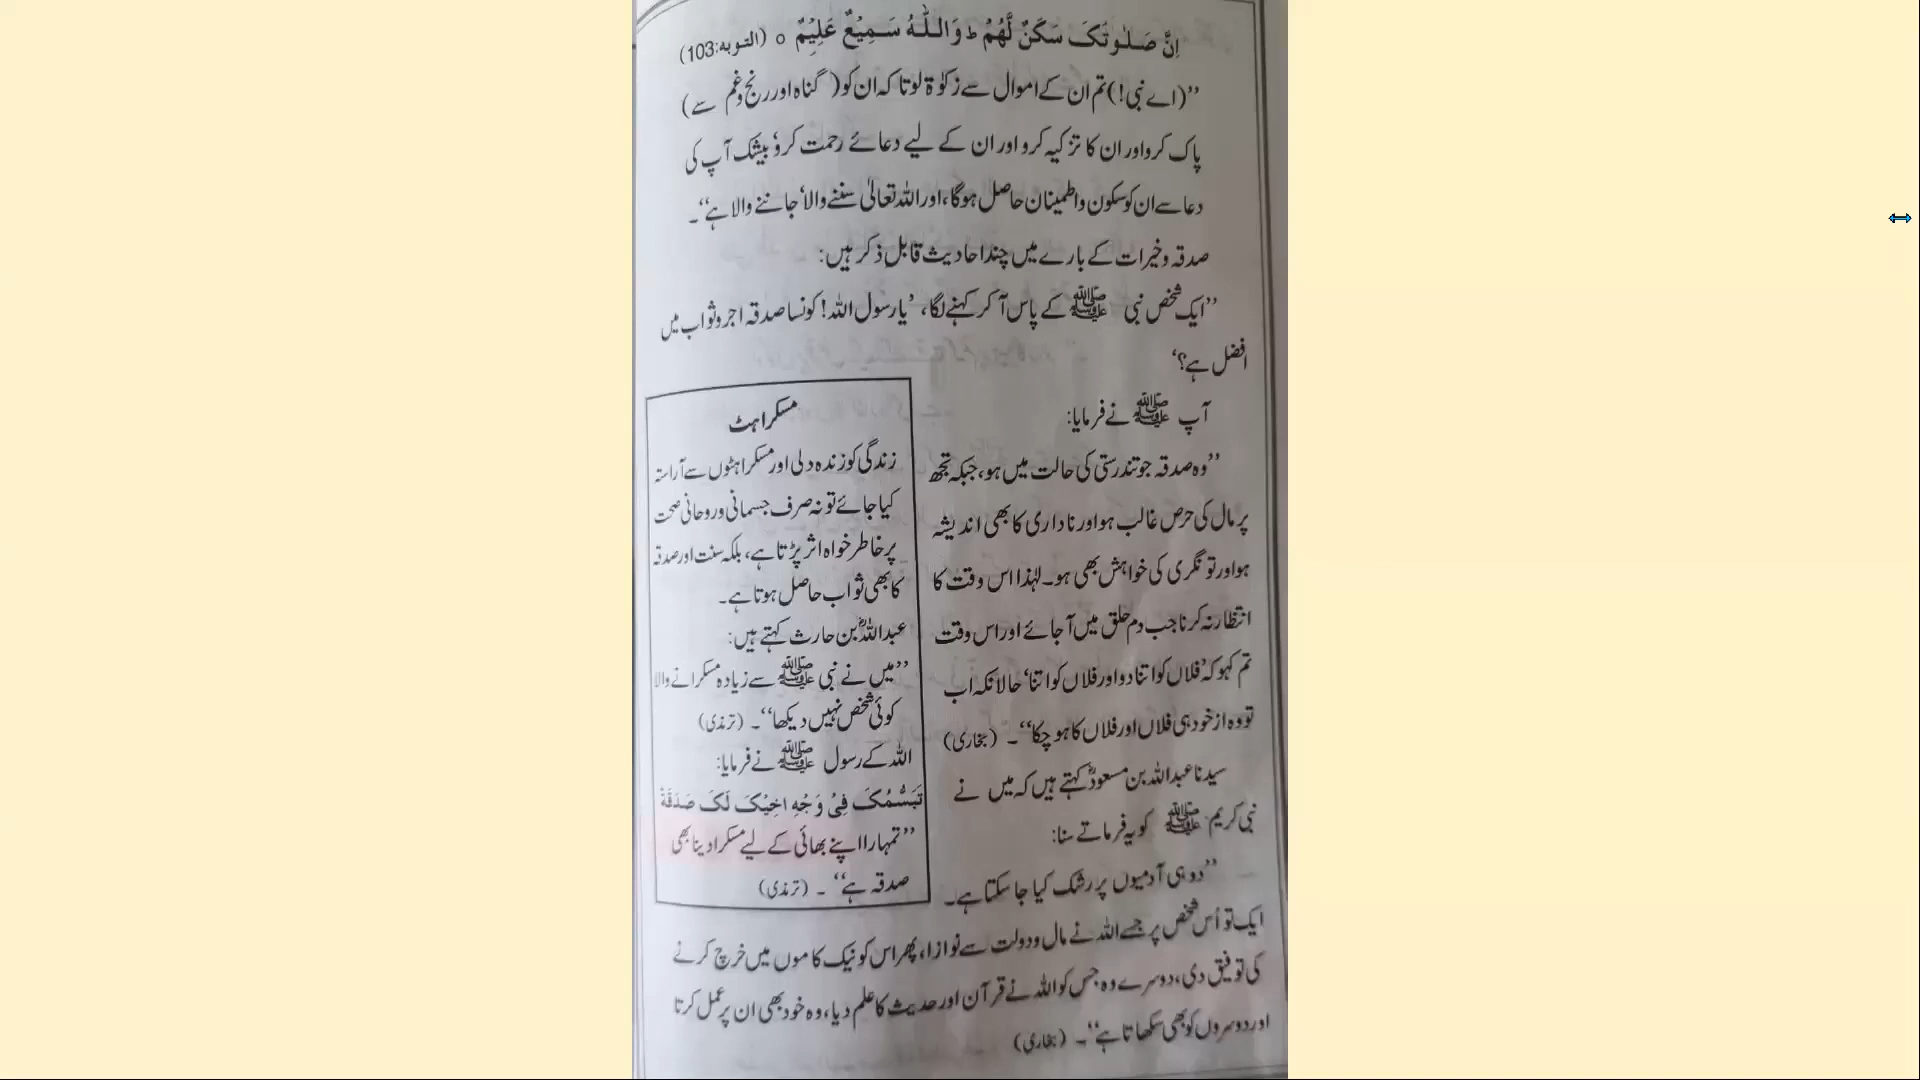 اِنَّ صَلٰوتَکَ سَکَنٌ لَّهُمْ ط وَاللّٰهُ سَمِیْعٌ عَلِیْمٌ o (التوبہ:103)
’’(اے نبی!) تم ان کے اموال سے زکوٰۃ لو تا کہ ان کو (گناہ اور رنج و غم سے)
پاک کرو اور ان کا تزکیہ کرو اور ان کے لیے دعائے رحمت کرو‘ بیشک آپ کی
دعا سے ان کو سکون و اطمینان حاصل ہوگا، اور اللہ تعالیٰ سننے والا‘ جاننے والا ہے‘‘۔
صدقہ و خیرات کے بارے میں چند احادیث قابل ذکر ہیں:
’’ایک شخص نبی ﷺ کے پاس آ کر کہنے لگا، ’یا رسول اللہ! کونسا صدقہ اجر و ثواب میں
افضل ہے؟‘
آپ ﷺ نے فرمایا:
’’وہ صدقہ جو تندرستی کی حالت میں ہو، جبکہ تجھ
پر مال کی حرص غالب ہو اور ناداری کا بھی اندیشہ
ہو اور تونگری کی خواہش بھی ہو۔ لہٰذا اس وقت کا
انتظار نہ کرنا جب دم حلق میں آ جائے اور اس وقت
تم کہو کہ ’فلاں کو اتنا دو اور فلاں کو اتنا‘ حالانکہ اب
تو وہ از خود ہی فلاں اور فلاں کا ہو چکا‘‘۔ (بخاری)
سیدنا عبداللہ بن مسعودؓ کہتے ہیں کہ میں نے
نبی کریم ﷺ کو یہ فرماتے سنا:
’’دو ہی آدمیوں پر رشک کیا جا سکتا ہے۔
مسکراہٹ
زندگی کو زندہ دلی اور مسکراہٹوں سے آراستہ
کیا جائے تو نہ صرف جسمانی و روحانی صحت
پر خاطر خواہ اثر پڑتا ہے، بلکہ سنت اور صدقہ
کا بھی ثواب حاصل ہوتا ہے۔
عبداللہؓ بن حارث کہتے ہیں:
’’میں نے نبی ﷺ سے زیادہ مسکرانے والا
کوئی شخص نہیں دیکھا‘‘۔ (ترمذی)
اللہ کے رسول ﷺ نے فرمایا:
تَبَسُّمُکَ فِیْ وَجْهِ اَخِیْکَ لَکَ صَدَقَةٌ
’’تمہارا اپنے بھائی کے لیے مسکرا دینا بھی
صدقہ ہے‘‘۔ (ترمذی)
ایک تو اُس شخص پر جسے اللہ نے مال و دولت سے نوازا، پھر اس کو نیک کاموں میں خرچ کرنے
کی توفیق دی، دوسرے وہ جس کو اللہ نے قرآن اور حدیث کا علم دیا، وہ خود بھی ان پر عمل کرتا
اور دوسروں کو بھی سکھاتا ہے‘‘۔ (بخاری)